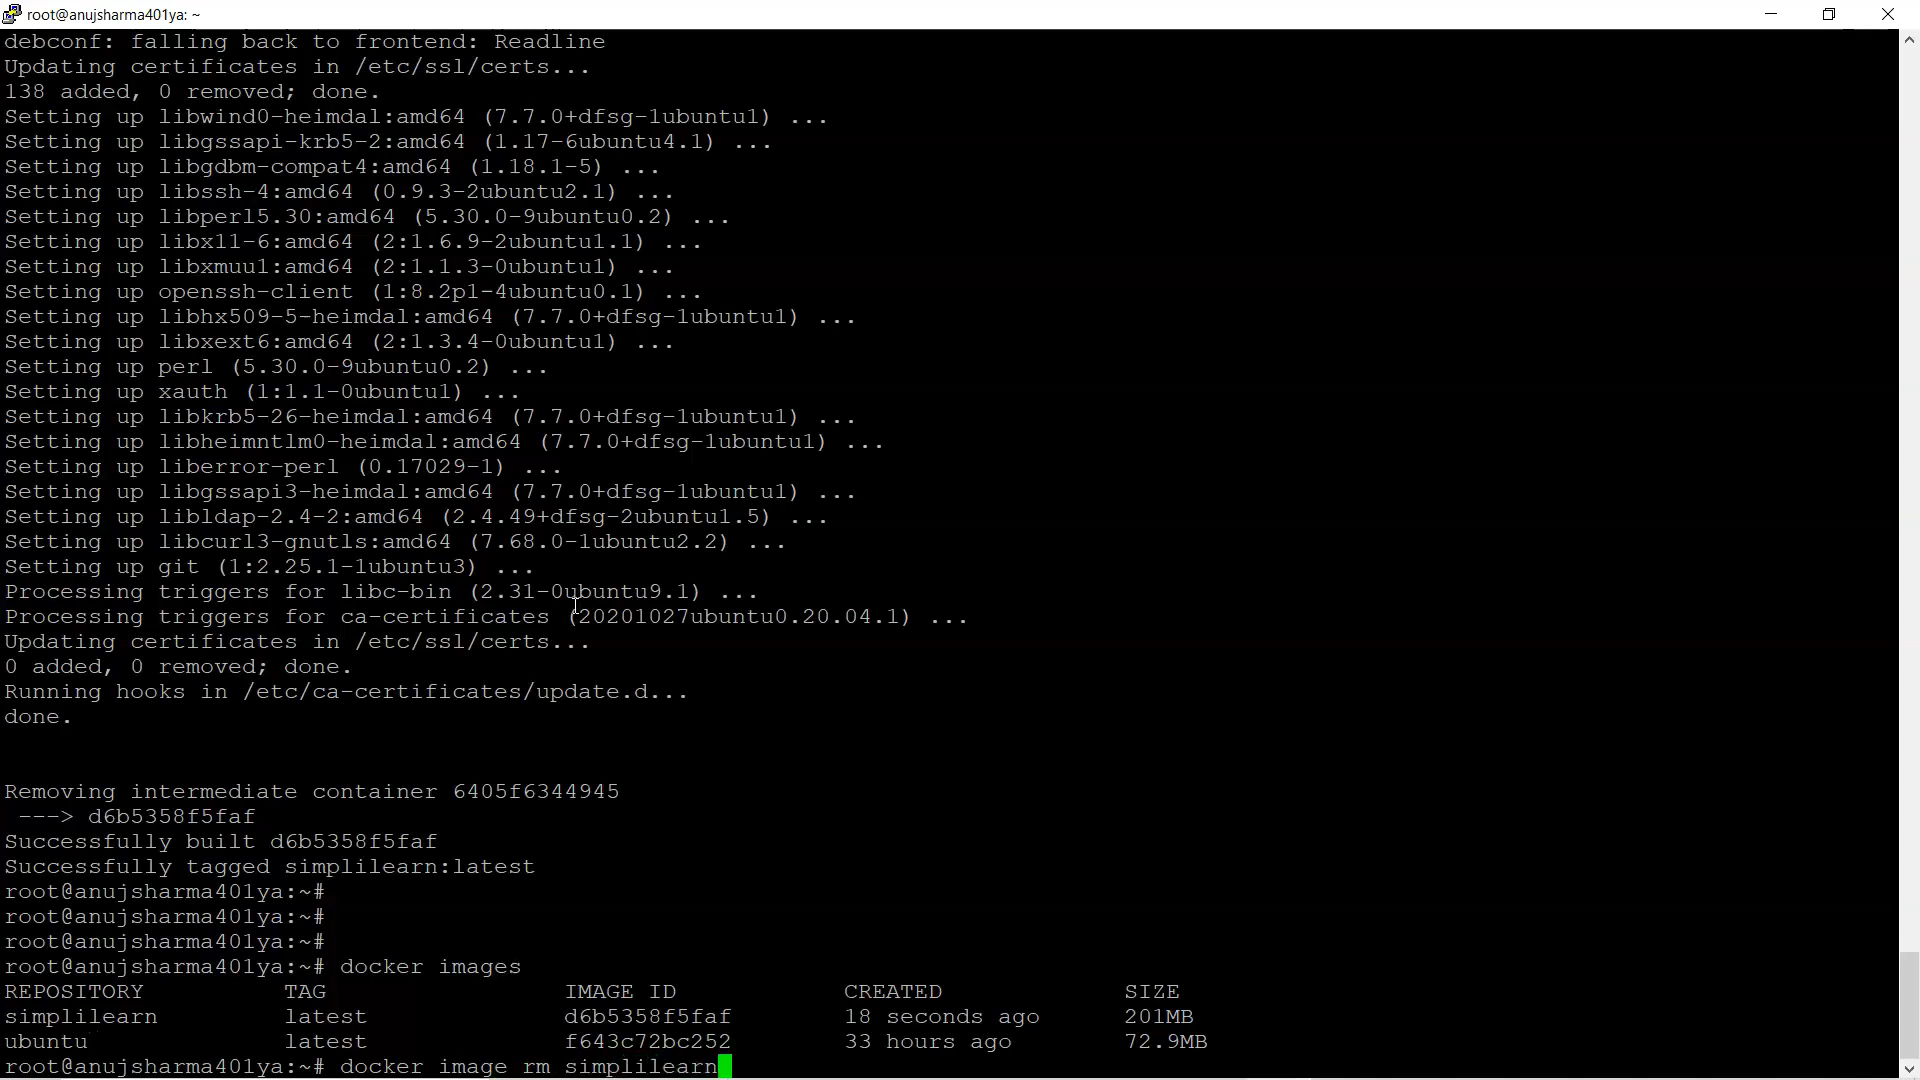 root@anujsharma401ya: ~
debconf: falling back to frontend: Readline
Updating certificates in /etc/ssl/certs...
138 added, 0 removed; done.
Setting up libwind0-heimdal:amd64 (7.7.0+dfsg-1ubuntu1) ...
Setting up libgssapi-krb5-2:amd64 (1.17-6ubuntu4.1) ...
Setting up libgdbm-compat4:amd64 (1.18.1-5) ...
Setting up libssh-4:amd64 (0.9.3-2ubuntu2.1) ...
Setting up libperl5.30:amd64 (5.30.0-9ubuntu0.2) ...
Setting up libx11-6:amd64 (2:1.6.9-2ubuntu1.1) ...
Setting up libxmuu1:amd64 (2:1.1.3-0ubuntu1) ...
Setting up openssh-client (1:8.2p1-4ubuntu0.1) ...
Setting up libhx509-5-heimdal:amd64 (7.7.0+dfsg-1ubuntu1) ...
Setting up libxext6:amd64 (2:1.3.4-0ubuntu1) ...
Setting up perl (5.30.0-9ubuntu0.2) ...
Setting up xauth (1:1.1-0ubuntu1) ...
Setting up libkrb5-26-heimdal:amd64 (7.7.0+dfsg-1ubuntu1) ...
Setting up libheimntlm0-heimdal:amd64 (7.7.0+dfsg-1ubuntu1) ...
Setting up liberror-perl (0.17029-1) ...
Setting up libgssapi3-heimdal:amd64 (7.7.0+dfsg-1ubuntu1) ...
Setting up libldap-2.4-2:amd64 (2.4.49+dfsg-2ubuntu1.5) ...
Setting up libcurl3-gnutls:amd64 (7.68.0-1ubuntu2.2) ...
Setting up git (1:2.25.1-1ubuntu3) ...
Processing triggers for libc-bin (2.31-0ubuntu9.1) ...
Processing triggers for ca-certificates (20201027ubuntu0.20.04.1) ...
Updating certificates in /etc/ssl/certs...
0 added, 0 removed; done.
Running hooks in /etc/ca-certificates/update.d...
done.
Removing intermediate container 6405f6344945
---> d6b5358f5faf
Successfully built d6b5358f5faf
Successfully tagged simplilearn:latest
root@anujsharma401ya:~#
root@anujsharma401ya:~#
root@anujsharma401ya:~#
root@anujsharma401ya:~# docker images
REPOSITORY TAG IMAGE ID CREATED SIZE
simplilearn latest d6b5358f5faf 18 seconds ago 201MB
ubuntu latest f643c72bc252 33 hours ago 72.9MB
root@anujsharma401ya:~# docker image rm simplilearn